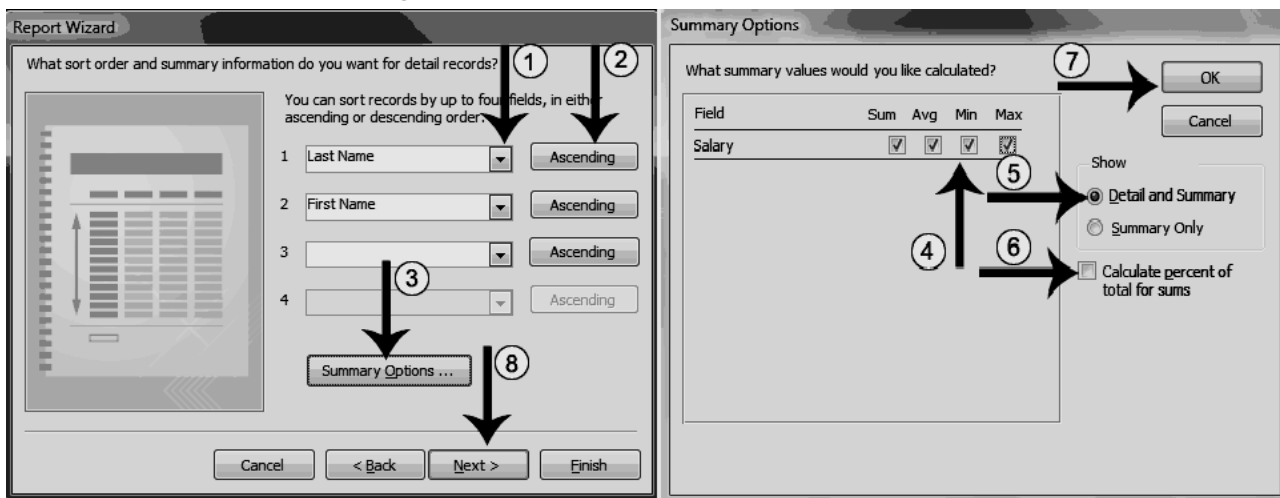 Report Wizard
What sort order and summary information do you want for detail records?
1
2
You can sort records by up to four fields, in either
ascending or descending order.
1 Last Name Ascending
2 First Name Ascending
3 Ascending
3
4 Ascending
Summary Options ...
8
Cancel < Back Next > Finish
Summary Options
What summary values would you like calculated?
7
OK
Cancel
Field Sum Avg Min Max
Salary
Show
5
Detail and Summary
Summary Only
4
6
Calculate percent of
total for sums